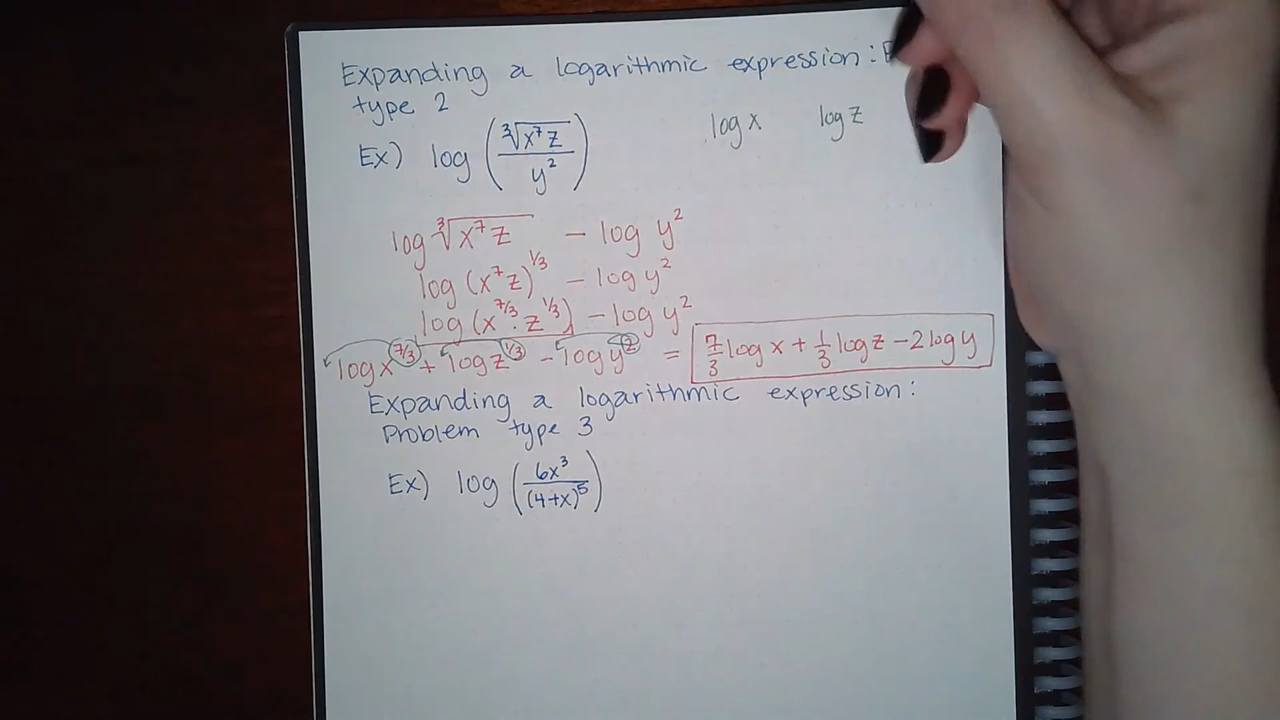 Expanding a logarithmic expression:
type 2
log x log z
Ex) log (∛(x⁷z) / y²)
log ∛(x⁷z) − log y²
log (x⁷z)^(1/3) − log y²
log (x^(7/3) · z^(1/3)) − log y²
log x^(7/3) + log z^(1/3) − log y² = 7/3 log x + 1/3 log z − 2 log y
Expanding a logarithmic expression:
Problem type 3
Ex) log (6x³ / (4+x)⁵)